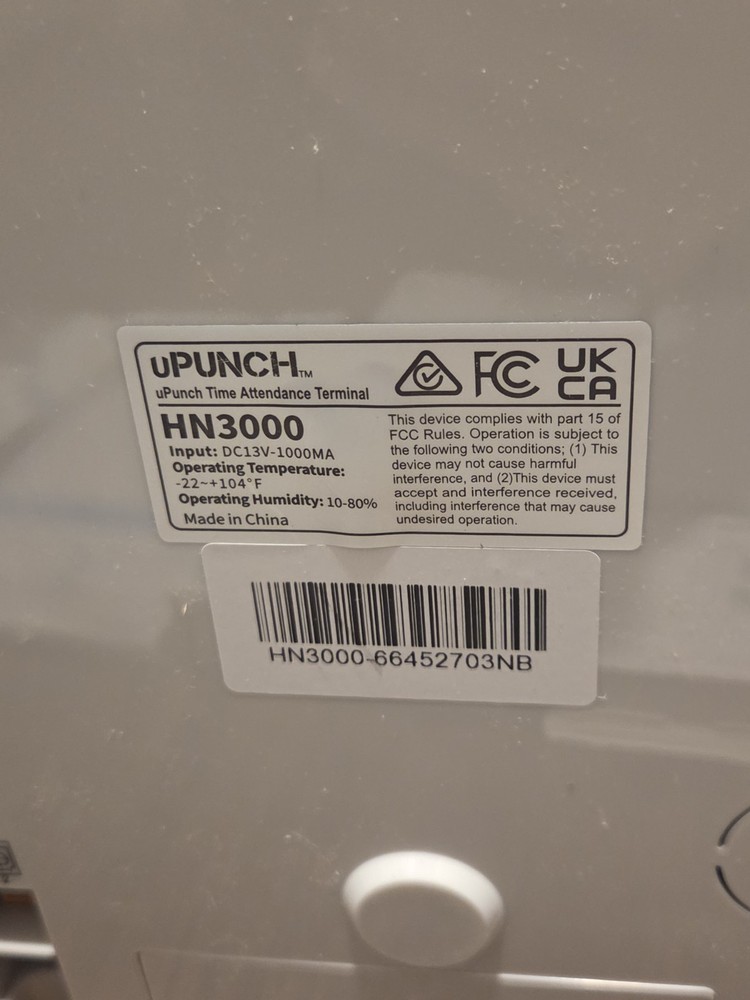 uPUNCH™
uPunch Time Attendance Terminal
FC
UK
CA
HN3000
Input: DC13V-1000MA
Operating Temperature:
-22~+104°F
Operating Humidity: 10-80%
Made in China
This device complies with part 15 of
FCC Rules. Operation is subject to
the following two conditions; (1) This
device may not cause harmful
interference, and (2)This device must
accept and interference received,
including interference that may cause
undesired operation.
HN3000-66452703NB